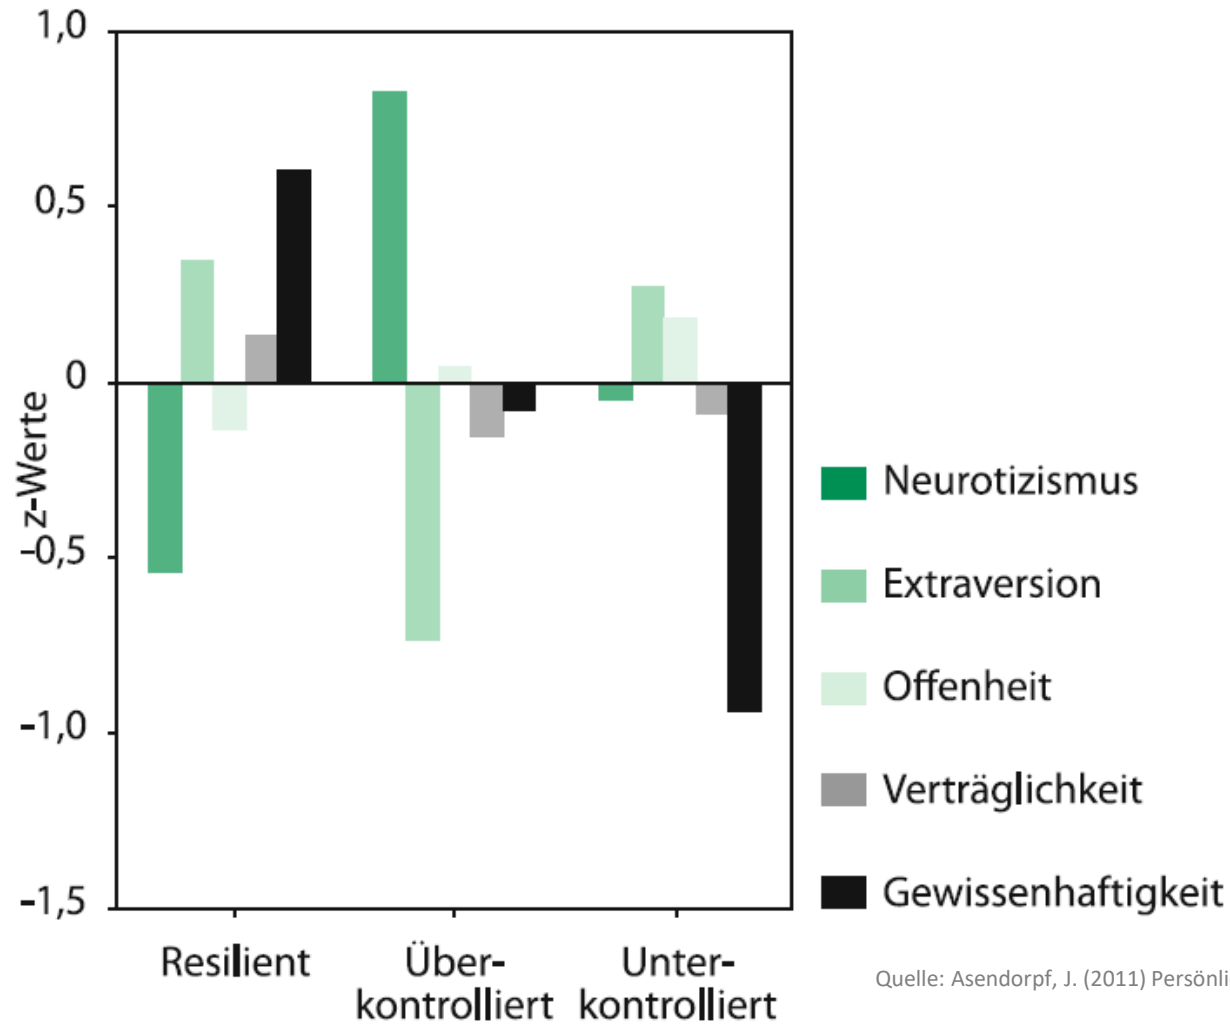 1,0
0,5
0
-0,5
-1,0
-1,5
z-Werte
Resilient
Über-
kontrolliert
Unter-
kontrolliert
Neurotizismus
Extraversion
Offenheit
Verträglichkeit
Gewissenhaftigkeit
Quelle: Asendorpf, J. (2011) Persönli